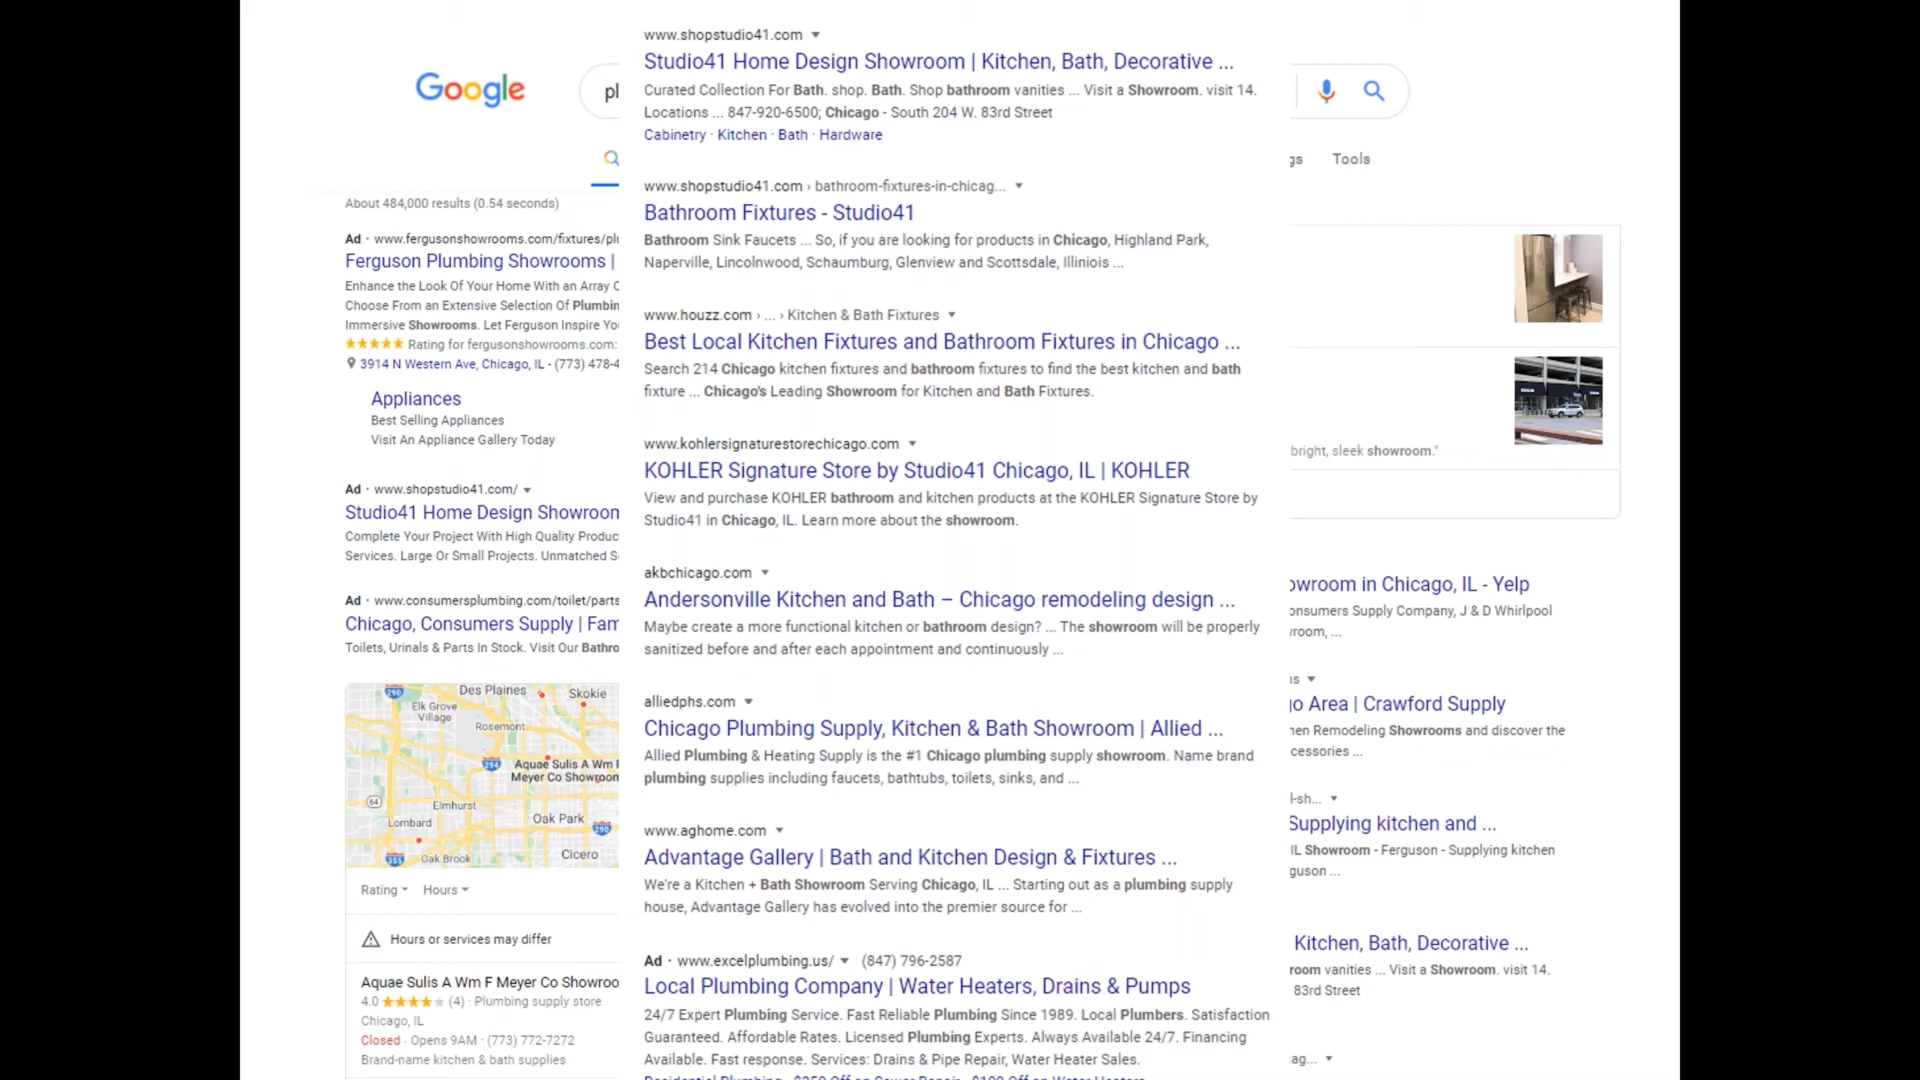 Google
pl
gs
Tools
About 484,000 results (0.54 seconds)
Ad · www.fergusonshowrooms.com/fixtures/plu
Ferguson Plumbing Showrooms |
Enhance the Look Of Your Home With an Array
Choose From an Extensive Selection Of Plumbin
Immersive Showrooms. Let Ferguson Inspire Yo
Rating for fergusonshowrooms.com:
3914 N Western Ave, Chicago, IL - (773) 478-4
Appliances
Best Selling Appliances
Visit An Appliance Gallery Today
Ad · www.shopstudio41.com/
Studio41 Home Design Showroom
Complete Your Project With High Quality Produc
Services. Large Or Small Projects. Unmatched S
Ad · www.consumersplumbing.com/toilet/parts
Chicago, Consumers Supply | Fam
Toilets, Urinals & Parts In Stock. Visit Our Bathro
290
Des Plaines
Skokie
Elk Grove
Village
Rosemont
294
Aquae Sulis A Wm F
Meyer Co Showroom
64
Elmhurst
Oak Park
290
Lombard
355
Oak Brook
Cicero
Rating
Hours
Hours or services may differ
Aquae Sulis A Wm F Meyer Co Showroo
4.0 (4) · Plumbing supply store
Chicago, IL
Closed · Opens 9AM · (773) 772-7272
Brand-name kitchen & bath supplies
www.shopstudio41.com
Studio41 Home Design Showroom | Kitchen, Bath, Decorative ...
Curated Collection For Bath. shop. Bath. Shop bathroom vanities ... Visit a Showroom. visit 14.
Locations ... 847-920-6500; Chicago - South 204 W. 83rd Street
Cabinetry · Kitchen · Bath · Hardware
www.shopstudio41.com › bathroom-fixtures-in-chicag...
Bathroom Fixtures - Studio41
Bathroom Sink Faucets ... So, if you are looking for products in Chicago, Highland Park,
Naperville, Lincolnwood, Schaumburg, Glenview and Scottsdale, Illiniois ...
www.houzz.com › ... › Kitchen & Bath Fixtures
Best Local Kitchen Fixtures and Bathroom Fixtures in Chicago ...
Search 214 Chicago kitchen fixtures and bathroom fixtures to find the best kitchen and bath
fixture ... Chicago's Leading Showroom for Kitchen and Bath Fixtures.
www.kohlersignaturestorechicago.com
KOHLER Signature Store by Studio41 Chicago, IL | KOHLER
View and purchase KOHLER bathroom and kitchen products at the KOHLER Signature Store by
Studio41 in Chicago, IL. Learn more about the showroom.
akbchicago.com
Andersonville Kitchen and Bath – Chicago remodeling design ...
Maybe create a more functional kitchen or bathroom design? ... The showroom will be properly
sanitized before and after each appointment and continuously ...
alliedphs.com
Chicago Plumbing Supply, Kitchen & Bath Showroom | Allied ...
Allied Plumbing & Heating Supply is the #1 Chicago plumbing supply showroom. Name brand
plumbing supplies including faucets, bathtubs, toilets, sinks, and ...
www.aghome.com
Advantage Gallery | Bath and Kitchen Design & Fixtures ...
We're a Kitchen + Bath Showroom Serving Chicago, IL ... Starting out as a plumbing supply
house, Advantage Gallery has evolved into the premier source for ...
Ad · www.excelplumbing.us/ (847) 796-2587
Local Plumbing Company | Water Heaters, Drains & Pumps
24/7 Expert Plumbing Service. Fast Reliable Plumbing Since 1989. Local Plumbers. Satisfaction
Guaranteed. Affordable Rates. Licensed Plumbing Experts. Always Available 24/7. Financing
Available. Fast response. Services: Drains & Pipe Repair, Water Heater Sales.
bright, sleek showroom."
owroom in Chicago, IL - Yelp
onsumers Supply Company, J & D Whirlpool
room, ...
ns
go Area | Crawford Supply
hen Remodeling Showrooms and discover the
cessories ...
l-sh...
Supplying kitchen and ...
IL Showroom - Ferguson - Supplying kitchen
guson ...
Kitchen, Bath, Decorative ...
room vanities ... Visit a Showroom. visit 14.
83rd Street
ag...